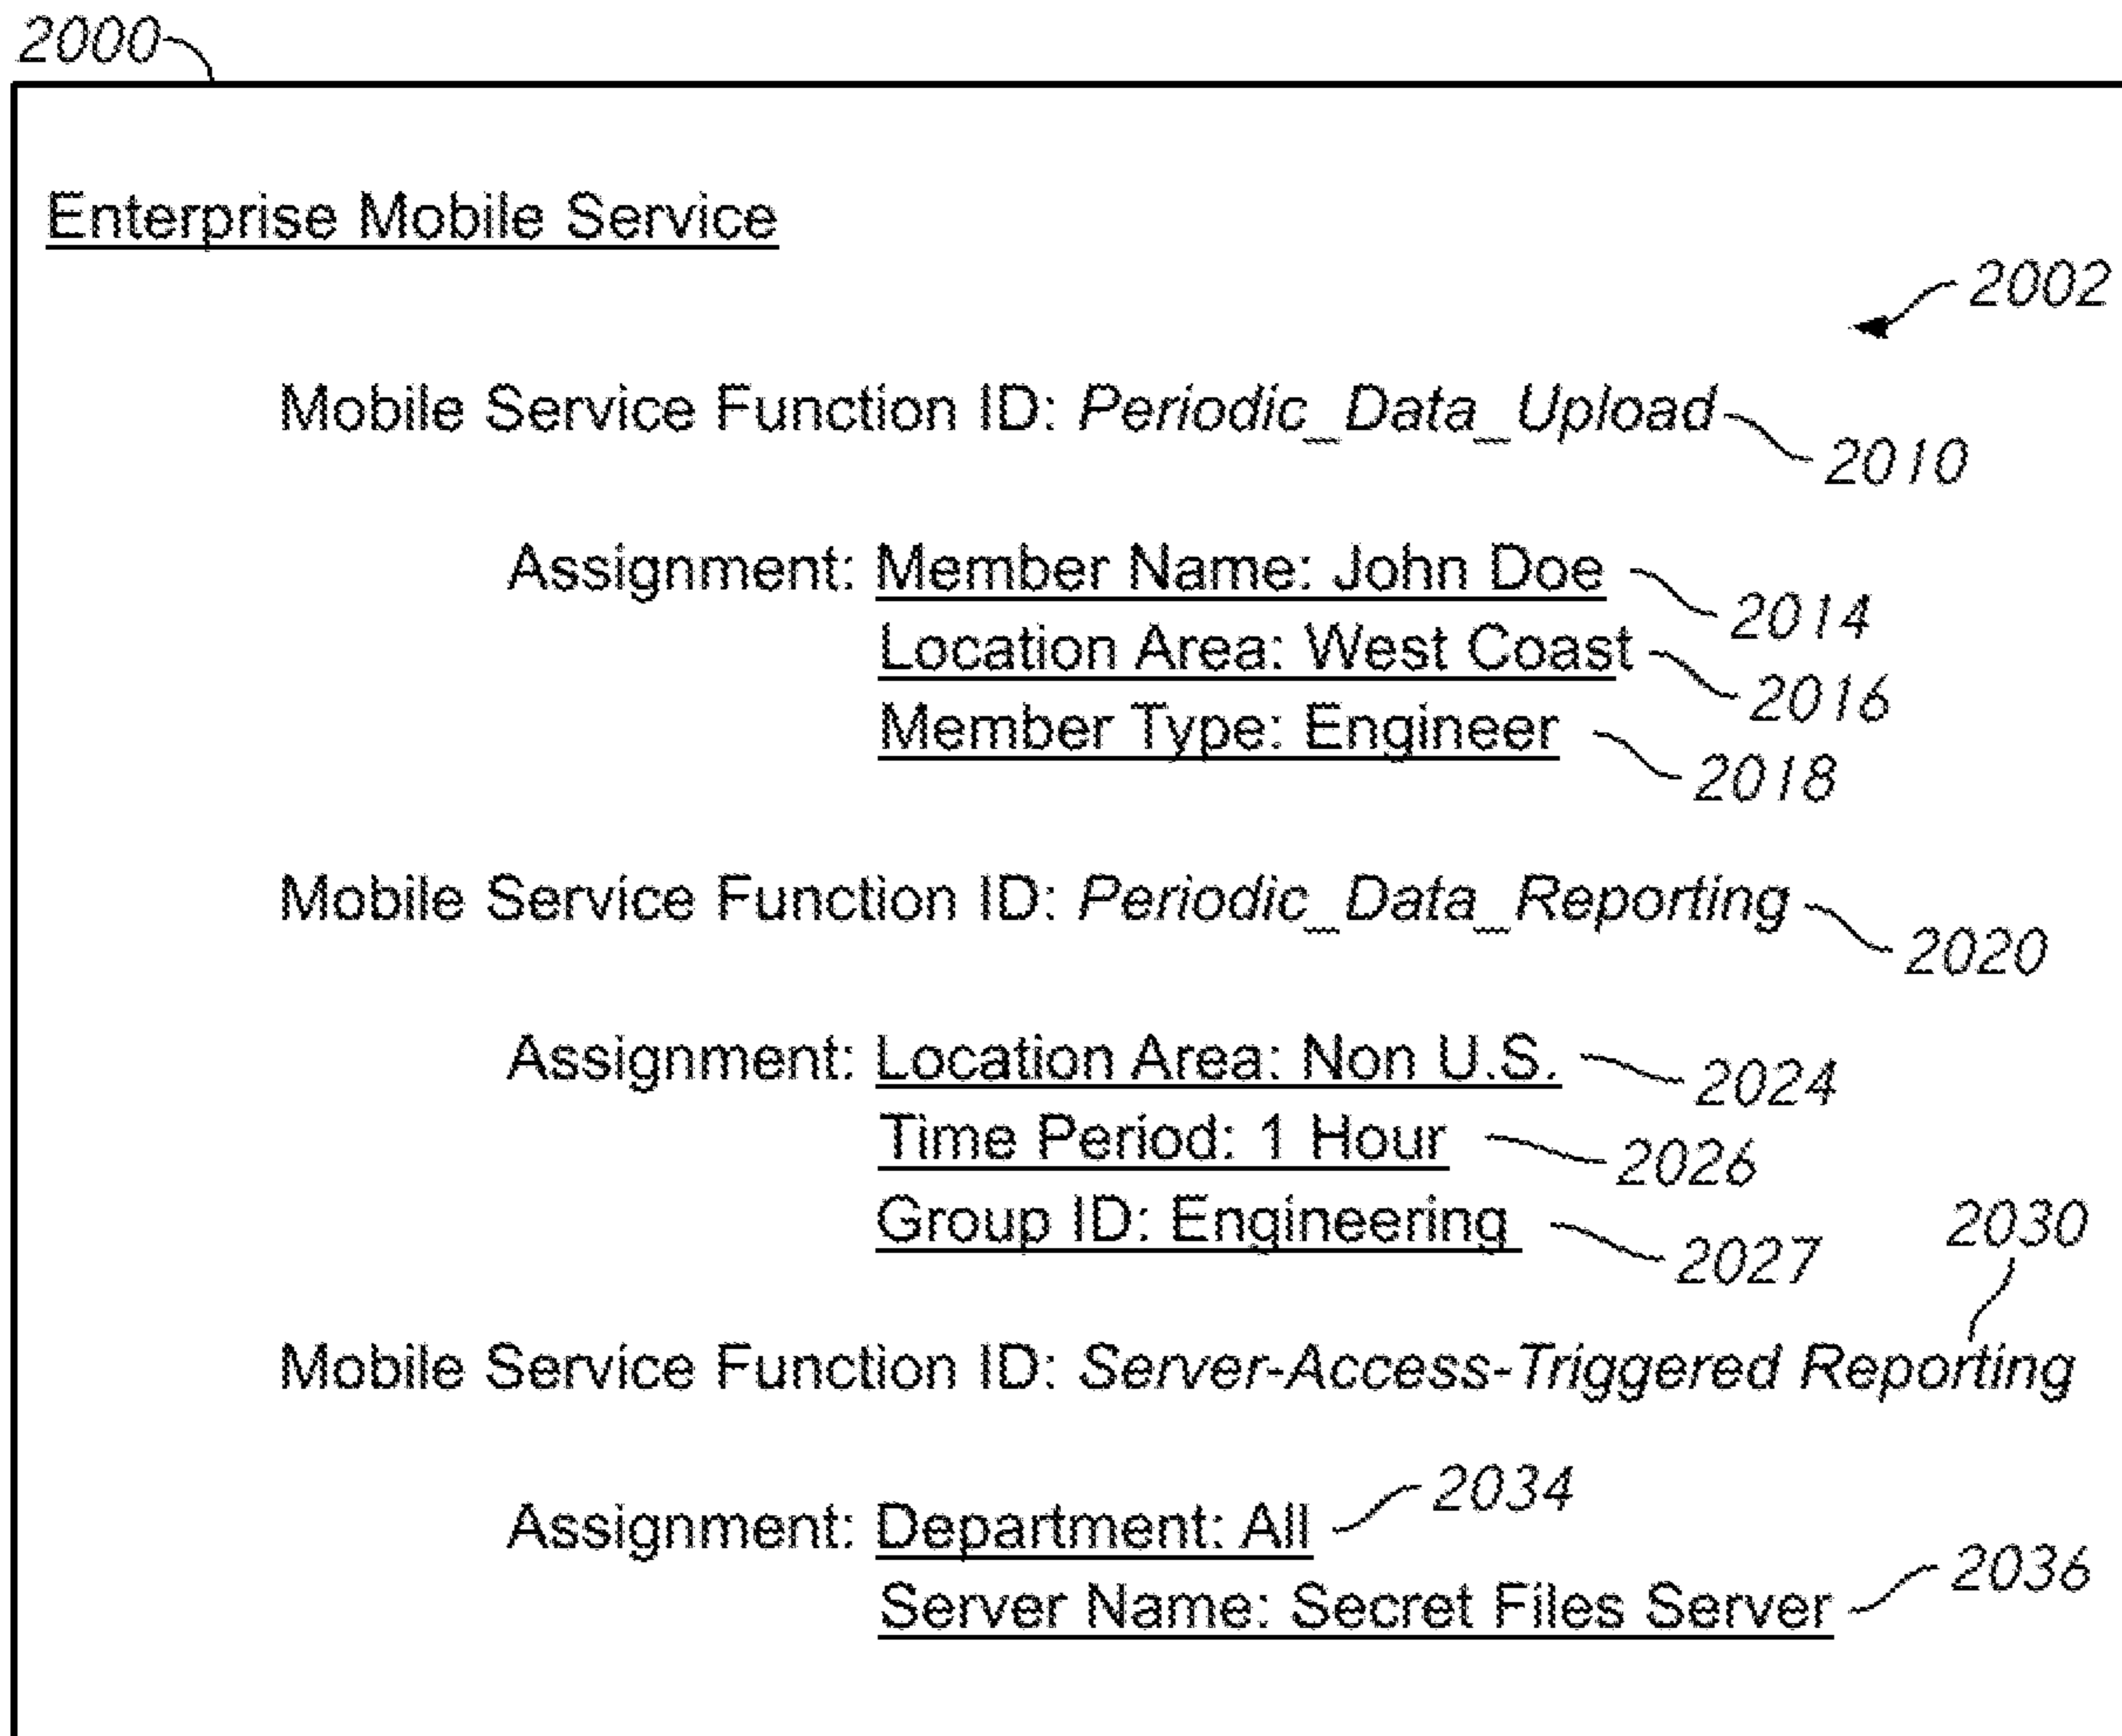 2000
Enterprise Mobile Service
2002
Mobile Service Function ID: Periodic_Data_Upload
2010
Assignment: Member Name: John Doe
2014
Location Area: West Coast
2016
Member Type: Engineer
2018
Mobile Service Function ID: Periodic_Data_Reporting
2020
Assignment: Location Area: Non U.S.
2024
Time Period: 1 Hour
2026
Group ID: Engineering
2027
2030
Mobile Service Function ID: Server-Access-Triggered Reporting
Assignment: Department: All
2034
Server Name: Secret Files Server
2036